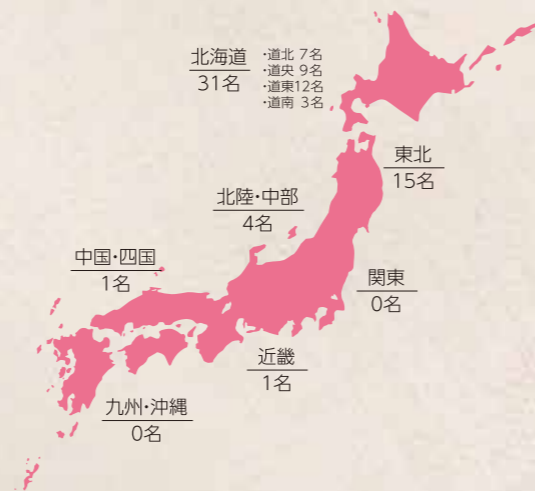 北海道
31名
・道北 7名
・道央 9名
・道東12名
・道南 3名
東北
15名
北陸・中部
4名
中国・四国
1名
関東
0名
近畿
1名
九州・沖縄
0名